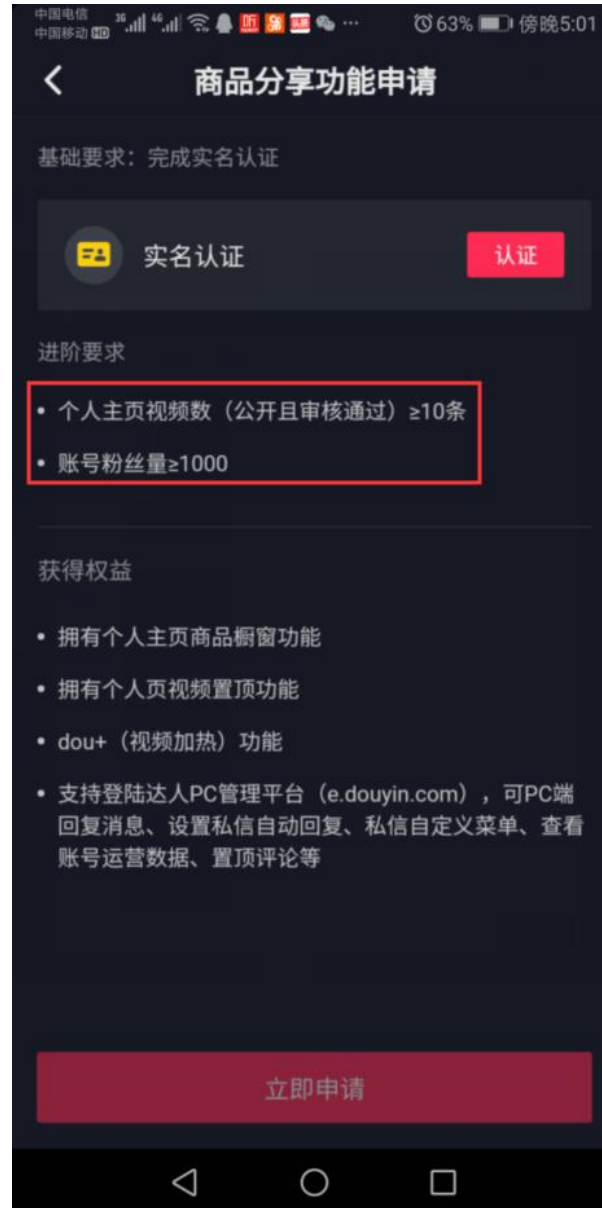 中国电信
中国移动 HD 36 46 听 头条 63% 傍晚5:01
商品分享功能申请
基础要求：完成实名认证
实名认证 认证
进阶要求
• 个人主页视频数（公开且审核通过）≥10条
• 账号粉丝量≥1000
获得权益
• 拥有个人主页商品橱窗功能
• 拥有个人页视频置顶功能
• dou+（视频加热）功能
• 支持登陆达人PC管理平台（e.douyin.com），可PC端
回复消息、设置私信自动回复、私信自定义菜单、查看
账号运营数据、置顶评论等
立即申请